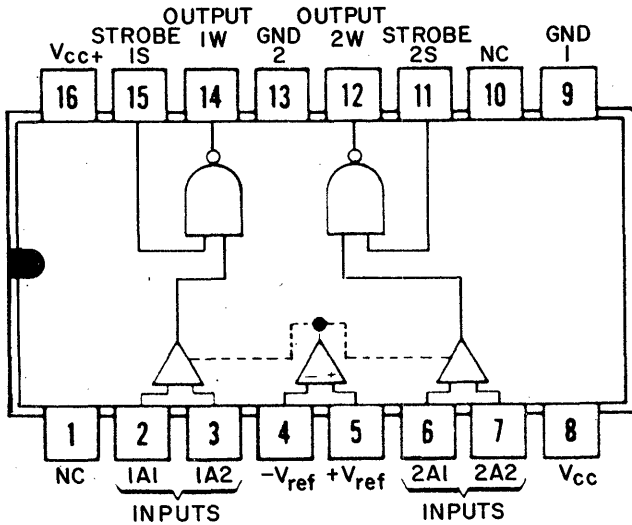 OUTPUT OUTPUT
STROBE 1W GND 2W STROBE GND
Vcc+ 1S 2 2S NC 1
16 15 14 13 12 11 10 9
- +
1 2 3 4 5 6 7 8
NC 1A1 1A2 -Vref +Vref 2A1 2A2 Vcc
INPUTS INPUTS